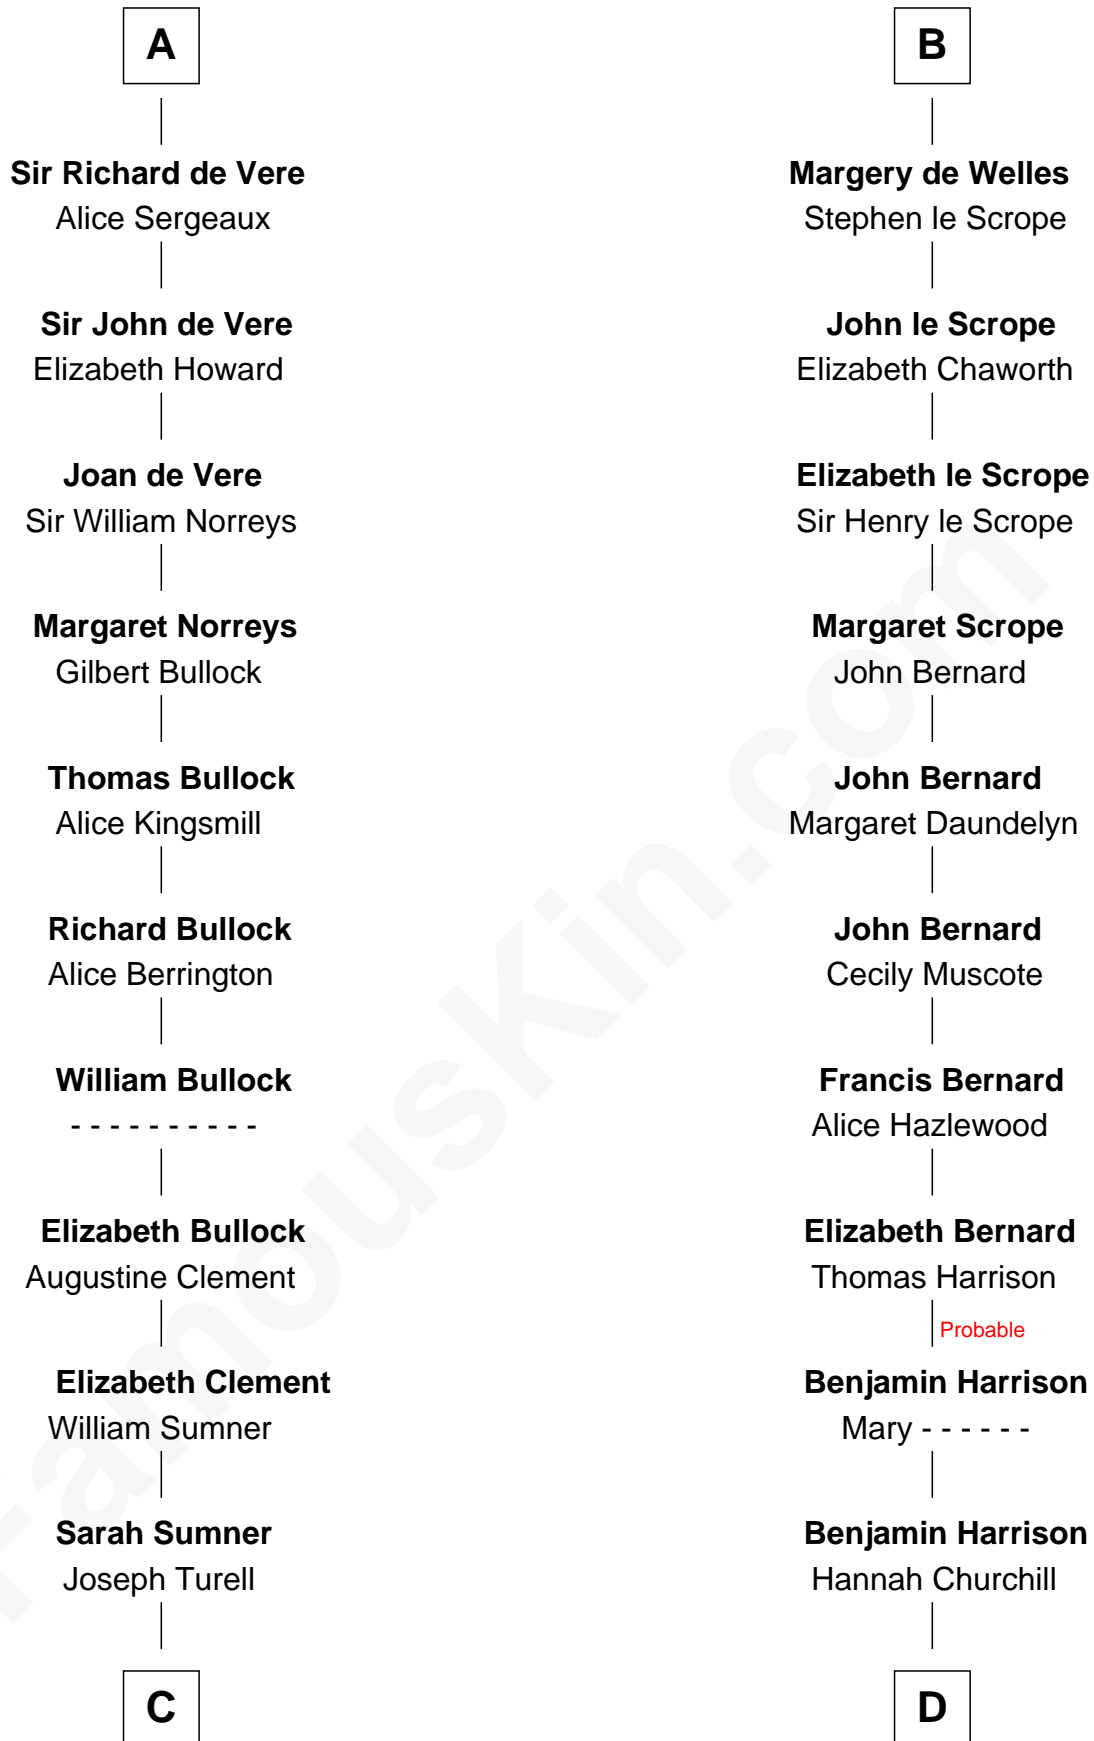 A
Sir Richard de Vere
Alice Sergeaux
Sir John de Vere
Elizabeth Howard
Joan de Vere
Sir William Norreys
Margaret Norreys
Gilbert Bullock
Thomas Bullock
Alice Kingsmill
Richard Bullock
Alice Berrington
William Bullock
- - - - - - - - - -
Elizabeth Bullock
Augustine Clement
Elizabeth Clement
William Sumner
Sarah Sumner
Joseph Turell
C
B
Margery de Welles
Stephen le Scrope
John le Scrope
Elizabeth Chaworth
Elizabeth le Scrope
Sir Henry le Scrope
Margaret Scrope
John Bernard
John Bernard
Margaret Daundelyn
John Bernard
Cecily Muscote
Francis Bernard
Alice Hazlewood
Elizabeth Bernard
Thomas Harrison
Probable
Benjamin Harrison
Mary - - - - - -
Benjamin Harrison
Hannah Churchill
D
FamousKin.com